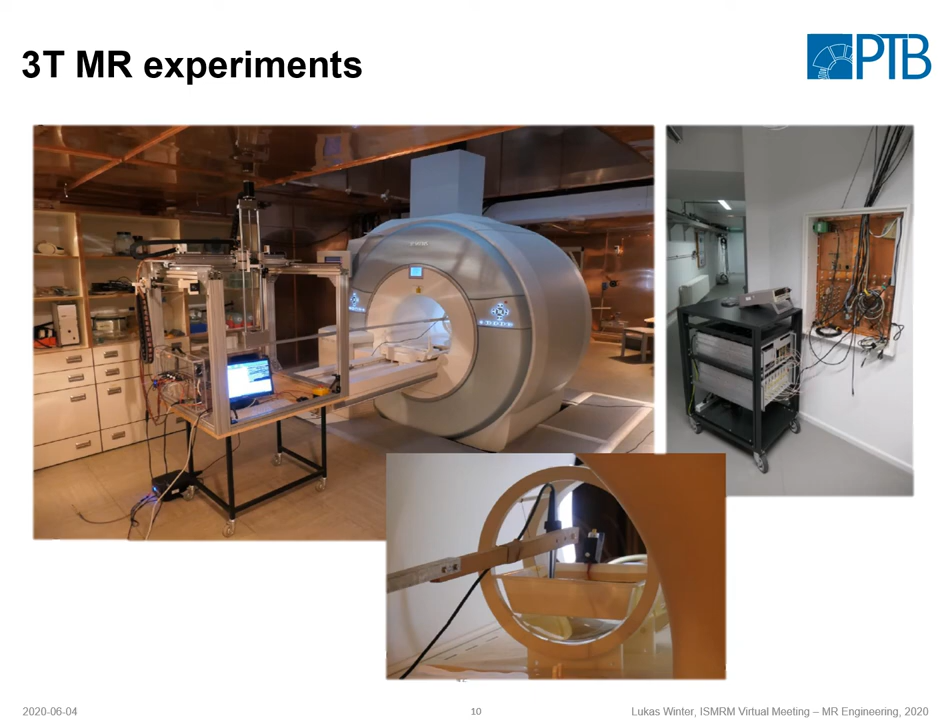 3T MR experiments
PTB
2020-06-04
10
Lukas Winter, ISMRM Virtual Meeting – MR Engineering, 2020